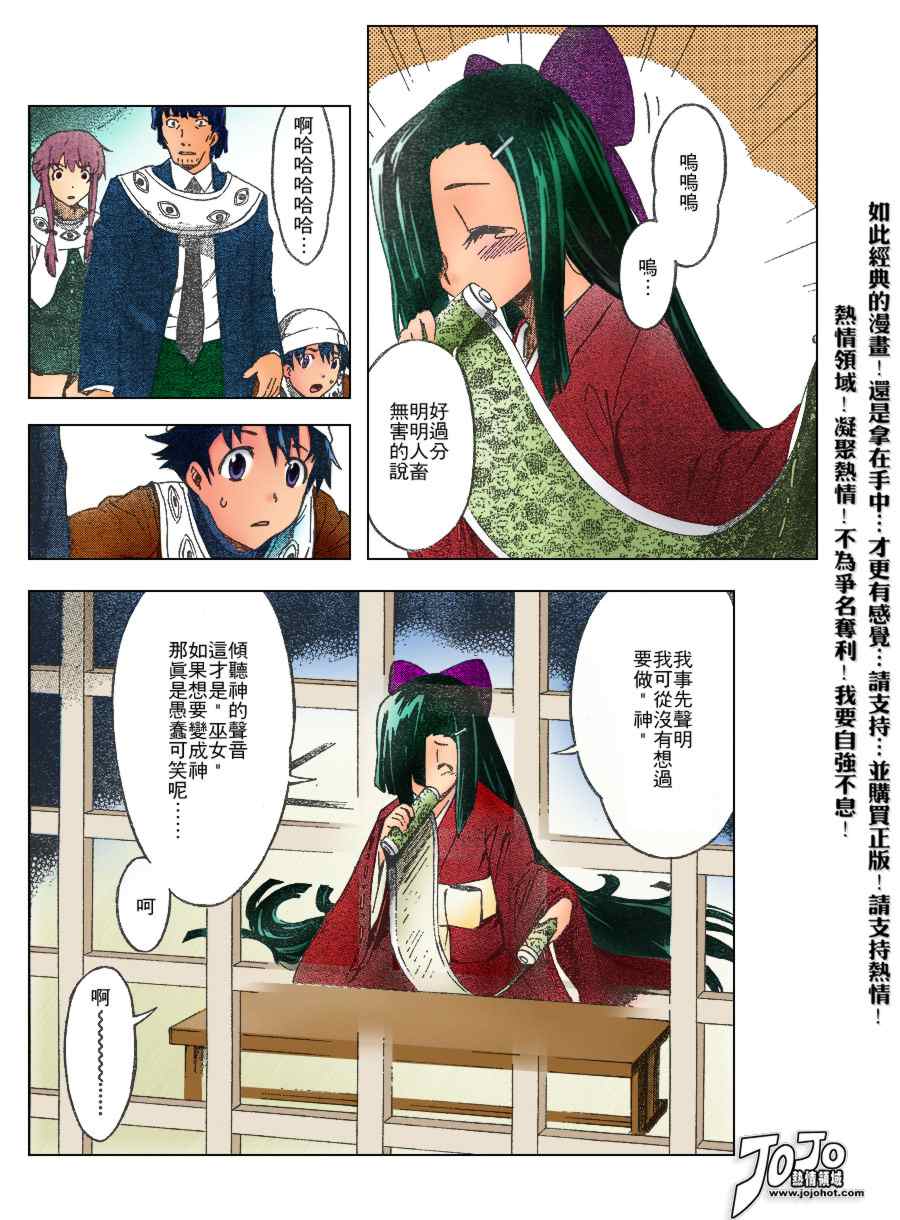 嗚嗚嗚
嗚…
好過分
明明人畜
無害的說
啊哈哈哈哈…
我事先聲明
我可從沒有想過
要做"神"
傾聽神的聲音
這才是"巫女"
如果想要變成神
那真是愚蠢可笑呢……
呵
啊~~~~~~……
如此經典的漫畫！還是拿在手中…才更有感覺…請支持…並購買正版！請支持熱情！
熱情領域！凝聚熱情！不為爭名奪利！我要自強不息！
JOJO
熱情領域
www.jojohot.com